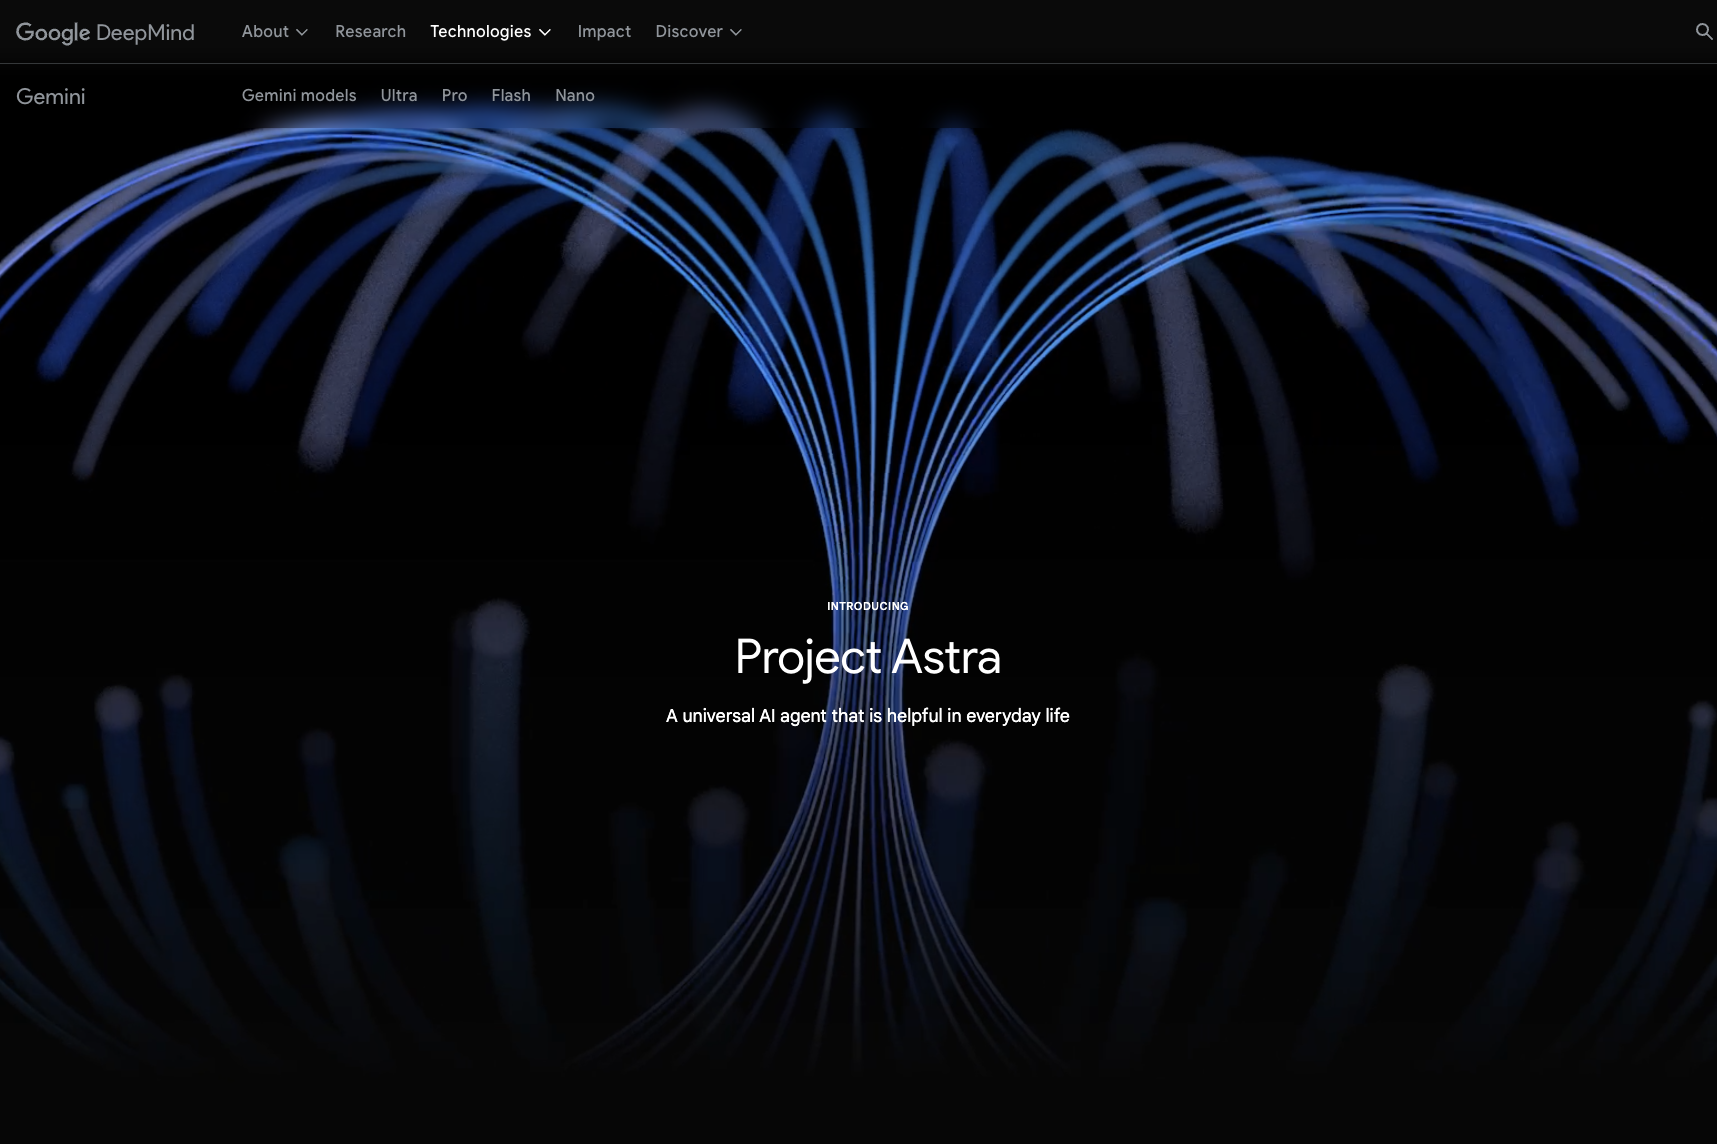 Google DeepMind About Research Technologies Impact Discover
Gemini Gemini models Ultra Pro Flash Nano
INTRODUCING
Project Astra
A universal AI agent that is helpful in everyday life